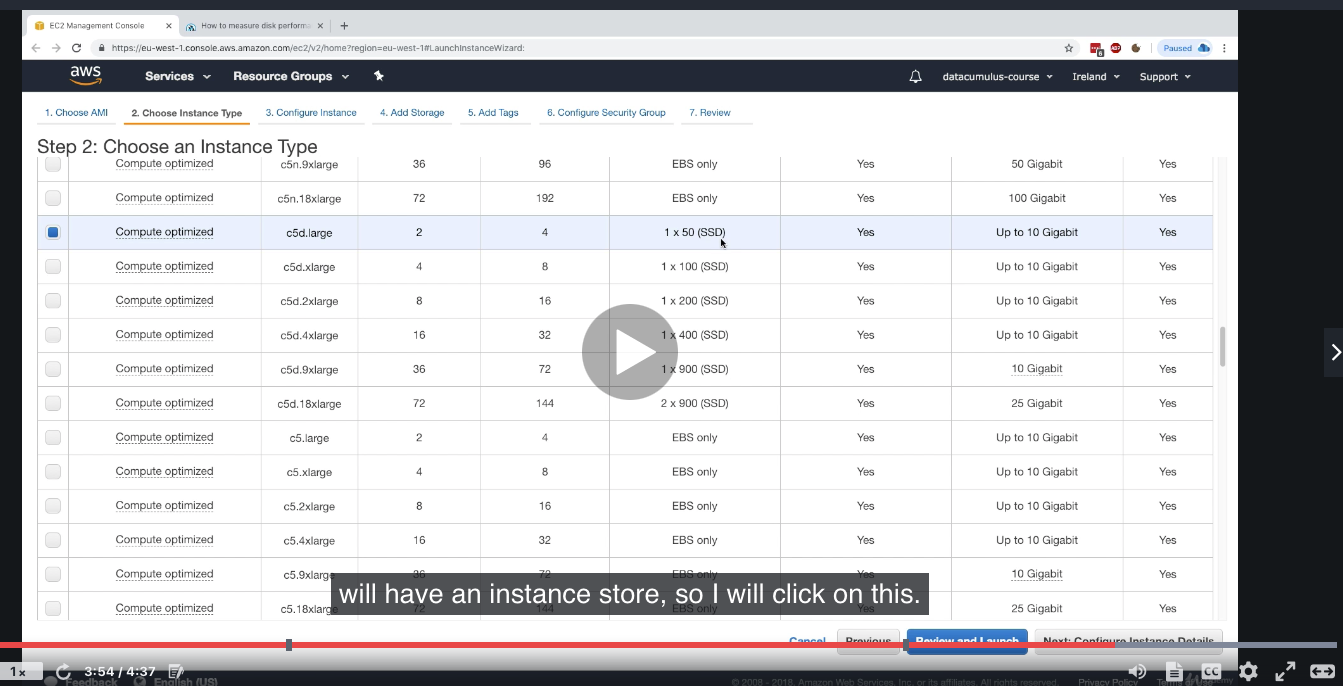 EC2 Management Console
How to measure disk performa
https://eu-west-1.console.aws.amazon.com/ec2/v2/home?region=eu-west-1#LaunchInstanceWizard:
Paused
aws Services Resource Groups datacumulus-course Ireland Support
1. Choose AMI 2. Choose Instance Type 3. Configure Instance 4. Add Storage 5. Add Tags 6. Configure Security Group 7. Review
Step 2: Choose an Instance Type
Compute optimized c5n.9xlarge 36 96 EBS only Yes 50 Gigabit Yes
Compute optimized c5n.18xlarge 72 192 EBS only Yes 100 Gigabit Yes
Compute optimized c5d.large 2 4 1 x 50 (SSD) Yes Up to 10 Gigabit Yes
Compute optimized c5d.xlarge 4 8 1 x 100 (SSD) Yes Up to 10 Gigabit Yes
Compute optimized c5d.2xlarge 8 16 1 x 200 (SSD) Yes Up to 10 Gigabit Yes
Compute optimized c5d.4xlarge 16 32 1 x 400 (SSD) Yes Up to 10 Gigabit Yes
Compute optimized c5d.9xlarge 36 72 1 x 900 (SSD) Yes 10 Gigabit Yes
Compute optimized c5d.18xlarge 72 144 2 x 900 (SSD) Yes 25 Gigabit Yes
Compute optimized c5.large 2 4 EBS only Yes Up to 10 Gigabit Yes
Compute optimized c5.xlarge 4 8 EBS only Yes Up to 10 Gigabit Yes
Compute optimized c5.2xlarge 8 16 EBS only Yes Up to 10 Gigabit Yes
Compute optimized c5.4xlarge 16 32 EBS only Yes Up to 10 Gigabit Yes
Compute optimized c5.9xlarge 36 72 EBS only Yes 10 Gigabit Yes
will have an instance store, so I will click on this.
Compute optimized c5.18xlarge 72 144 EBS only Yes 25 Gigabit Yes
Cancel Previous Review and Launch Next: Configure Instance Details
1x 3:54 / 4:37 CC
Feedback English (US) © 2008 - 2018, Amazon Web Services, Inc. or its affiliates. All rights reserved. Privacy Policy